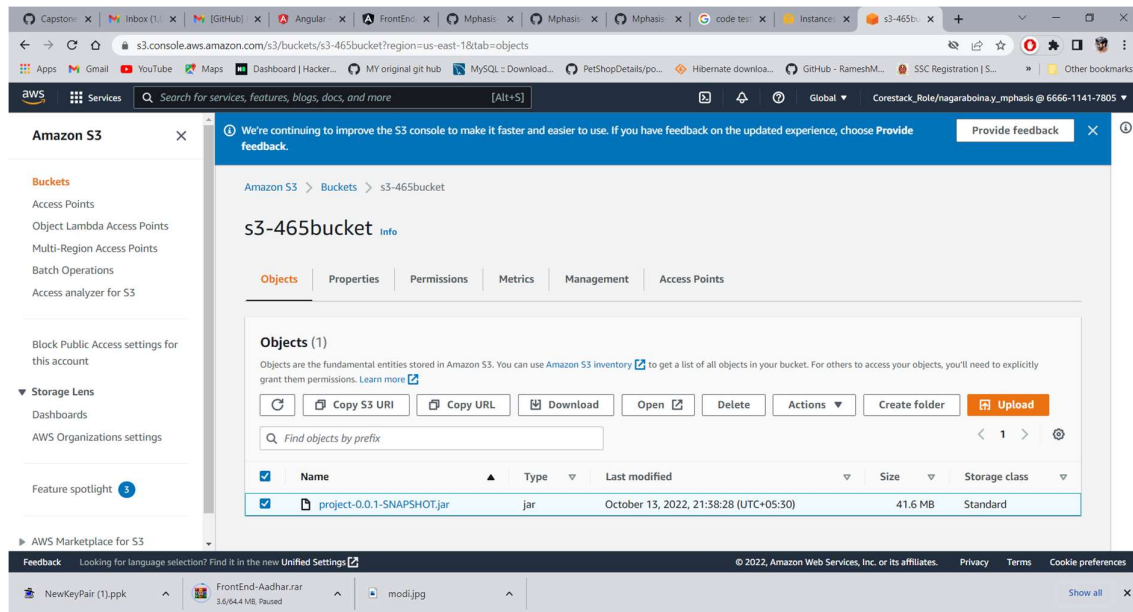 Capstone
Inbox (1,
[GitHub]
Angular
FrontEnd
Mphasis
Mphasis
Mphasis
code test
Instances
s3-465b
s3.console.aws.amazon.com/s3/buckets/s3-465bucket?region=us-east-1&tab=objects
Apps
Gmail
YouTube
Maps
Dashboard | Hacker...
MY original git hub
MySQL :: Download...
PetShopDetails/po...
Hibernate downloa...
GitHub - RameshM...
SSC Registration | S...
»
Other bookmarks
aws
Services
Search for services, features, blogs, docs, and more
[Alt+S]
Global
Corestack_Role/nagaraboina.y_mphasis @ 6666-1141-7805
Amazon S3
We're continuing to improve the S3 console to make it faster and easier to use. If you have feedback on the updated experience, choose Provide
feedback.
Provide feedback
Buckets
Access Points
Object Lambda Access Points
Multi-Region Access Points
Batch Operations
Access analyzer for S3
Block Public Access settings for
this account
Storage Lens
Dashboards
AWS Organizations settings
Feature spotlight 3
AWS Marketplace for S3
Amazon S3 > Buckets > s3-465bucket
s3-465bucket Info
Objects
Properties
Permissions
Metrics
Management
Access Points
Objects (1)
Objects are the fundamental entities stored in Amazon S3. You can use Amazon S3 inventory to get a list of all objects in your bucket. For others to access your objects, you'll need to explicitly
grant them permissions. Learn more
Copy S3 URI
Copy URL
Download
Open
Delete
Actions
Create folder
Upload
Find objects by prefix
< 1 >
Name
Type
Last modified
Size
Storage class
project-0.0.1-SNAPSHOT.jar
jar
October 13, 2022, 21:38:28 (UTC+05:30)
41.6 MB
Standard
Feedback
Looking for language selection? Find it in the new Unified Settings
© 2022, Amazon Web Services, Inc. or its affiliates.
Privacy
Terms
Cookie preferences
NewKeyPair (1).ppk
FrontEnd-Aadhar.rar
3.6/64.4 MB, Paused
modi.jpg
Show all